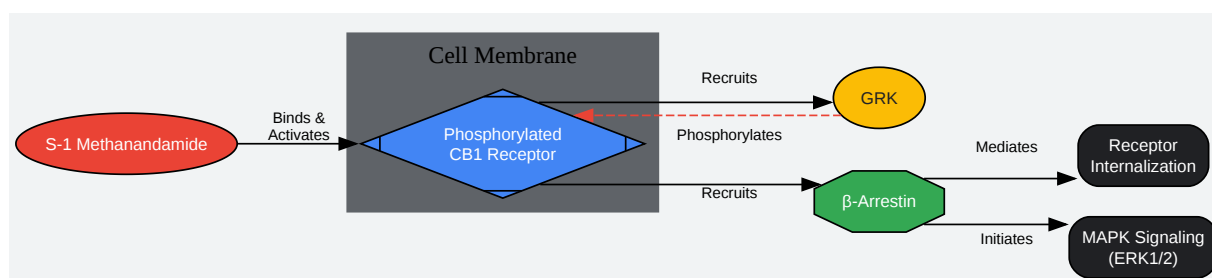 Cell Membrane
S-1 Methanandamide
Binds &
Activates
Phosphorylated
CB1 Receptor
Recruits
Phosphorylates
GRK
Recruits
β-Arrestin
Mediates
Receptor
Internalization
Initiates
MAPK Signaling
(ERK1/2)